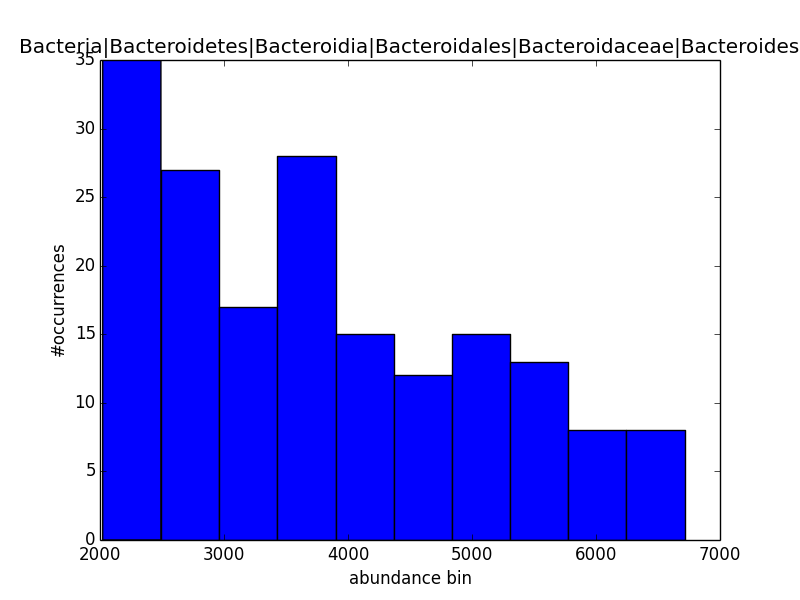 Bacteria|Bacteroidetes|Bacteroidia|Bacteroidales|Bacteroidaceae|Bacteroides
35
30
25
20
15
10
5
0
#occurrences
2000 3000 4000 5000 6000 7000
abundance bin